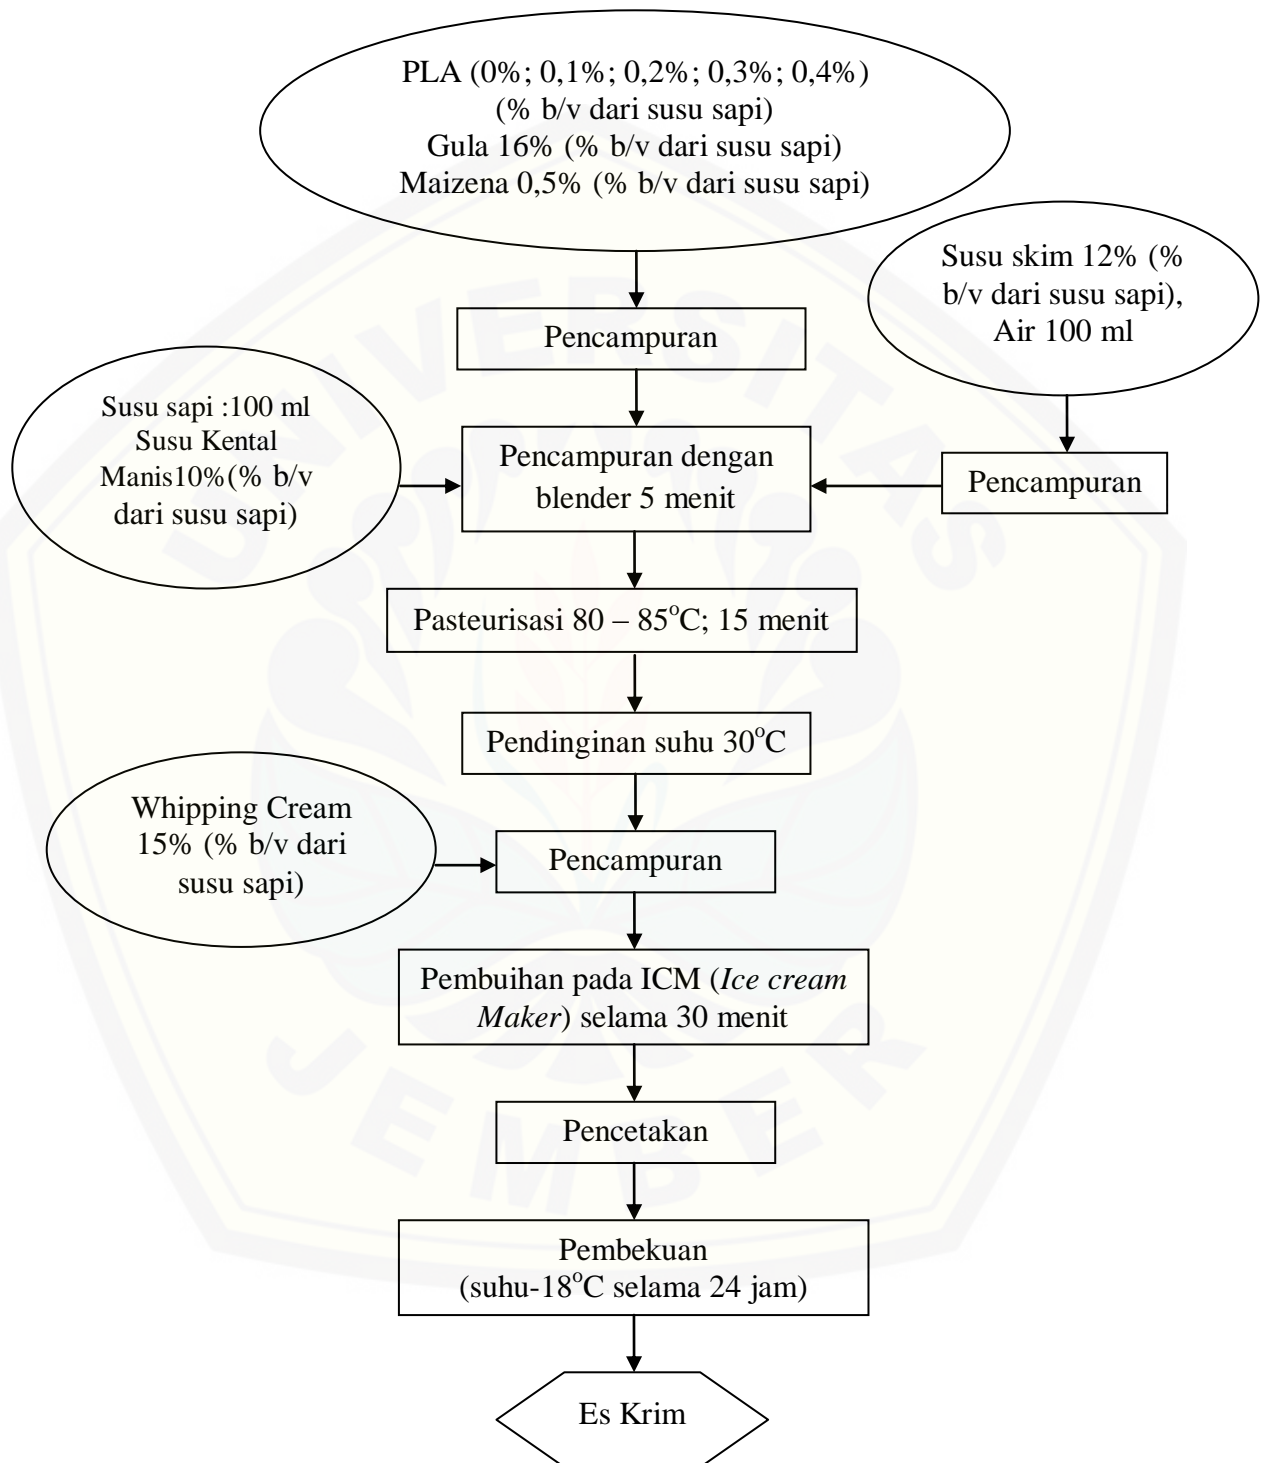 PLA (0%; 0,1%; 0,2%; 0,3%; 0,4%)
(% b/v dari susu sapi)
Gula 16% (% b/v dari susu sapi)
Maizena 0,5% (% b/v dari susu sapi)
Susu skim 12% (%
b/v dari susu sapi),
Air 100 ml
Pencampuran
Susu sapi :100 ml
Susu Kental
Manis10%(% b/v
dari susu sapi)
Pencampuran dengan
blender 5 menit
Pencampuran
Pasteurisasi 80 – 85°C; 15 menit
Pendinginan suhu 30°C
Whipping Cream
15% (% b/v dari
susu sapi)
Pencampuran
Pembuihan pada ICM (Ice cream
Maker) selama 30 menit
Pencetakan
Pembekuan
(suhu-18°C selama 24 jam)
Es Krim
UNIVERSITAS
JEMBER